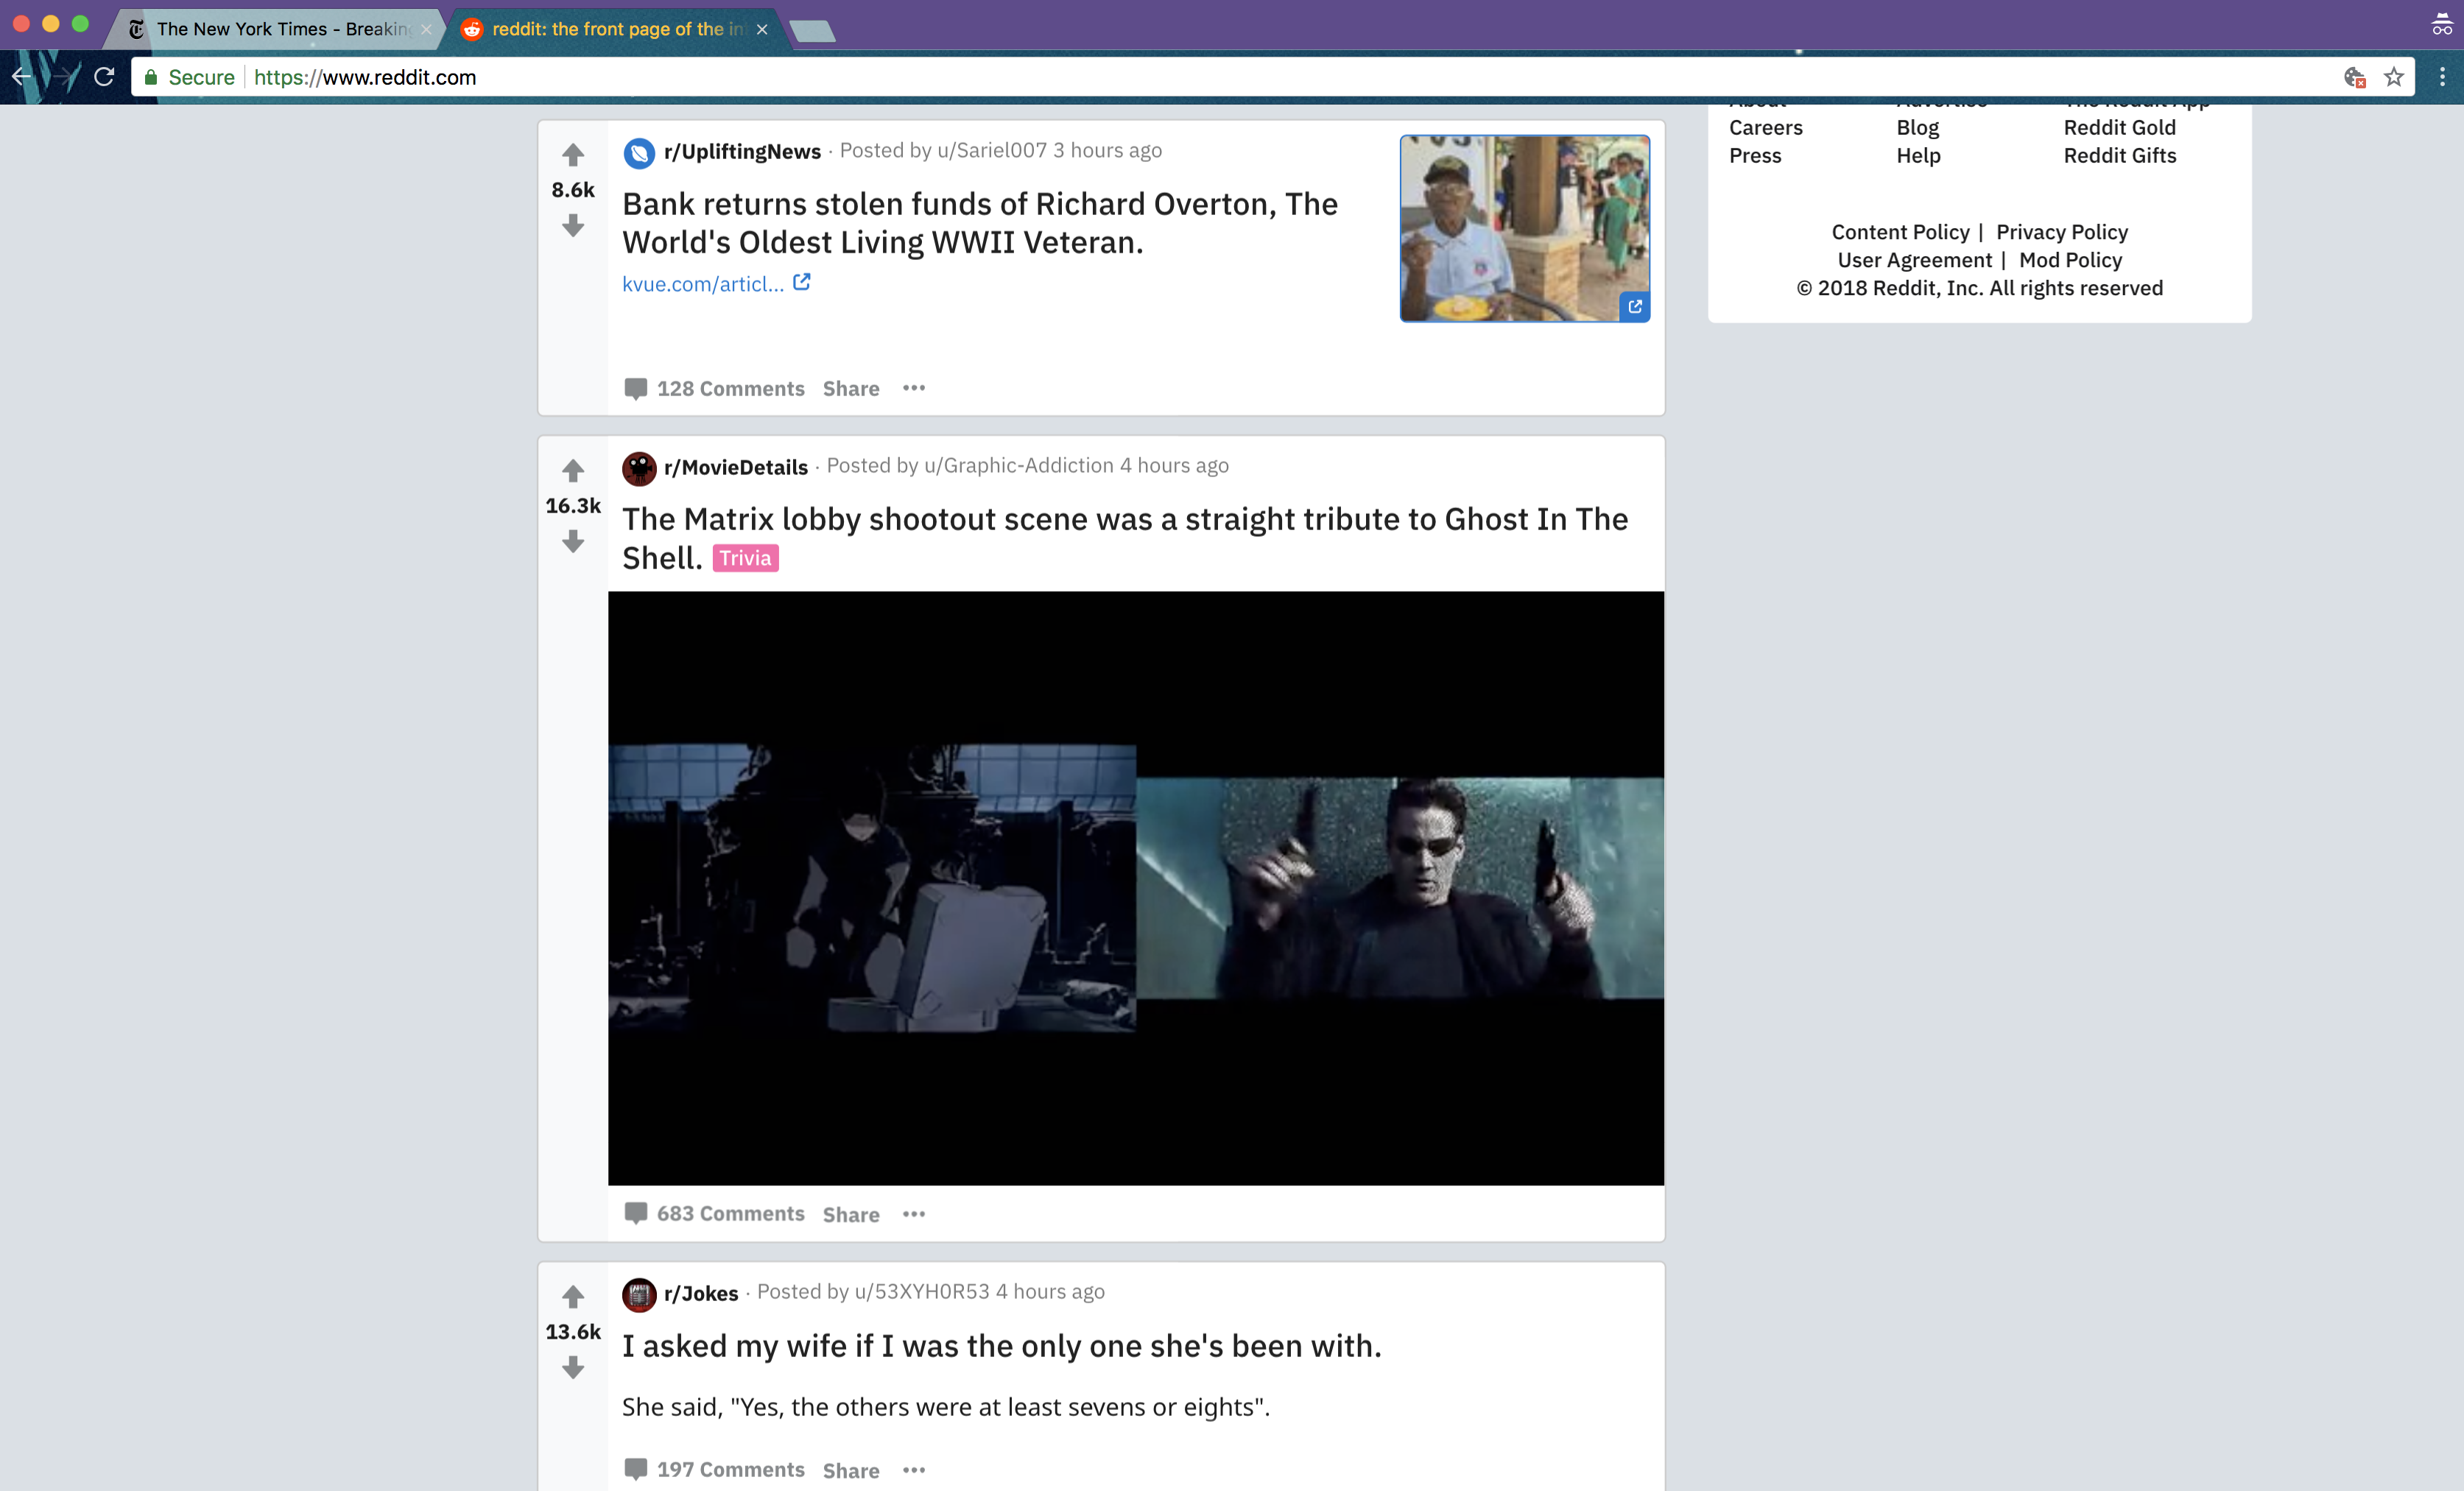 The New York Times - Breaking
reddit: the front page of the in
Secure
https://www.reddit.com
About
Advertise
The Reddit App
Careers
Blog
Reddit Gold
Press
Help
Reddit Gifts
Content Policy | Privacy Policy
User Agreement | Mod Policy
© 2018 Reddit, Inc. All rights reserved
r/UpliftingNews · Posted by u/Sariel007 3 hours ago
8.6k
Bank returns stolen funds of Richard Overton, The
World's Oldest Living WWII Veteran.
kvue.com/articl...
128 Comments Share
r/MovieDetails · Posted by u/Graphic-Addiction 4 hours ago
16.3k
The Matrix lobby shootout scene was a straight tribute to Ghost In The
Shell. Trivia
683 Comments Share
r/Jokes · Posted by u/53XYH0R53 4 hours ago
13.6k
I asked my wife if I was the only one she's been with.
She said, "Yes, the others were at least sevens or eights".
197 Comments Share